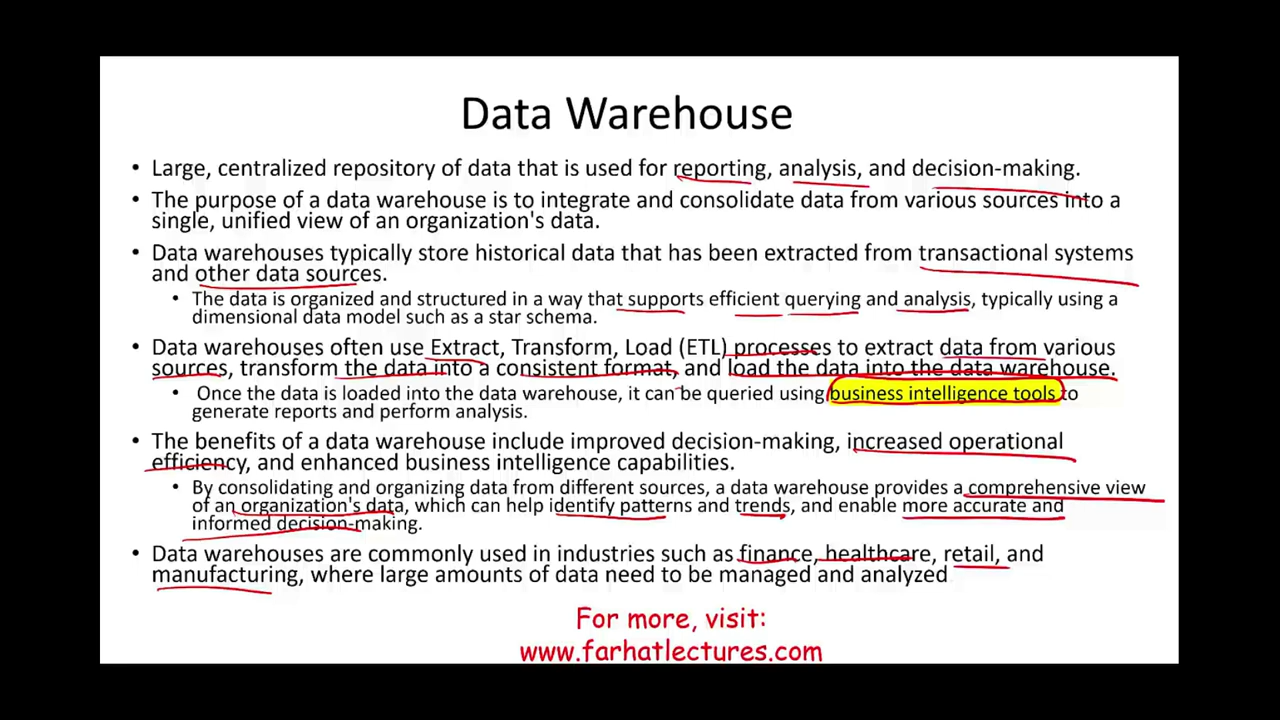 Data Warehouse
• Large, centralized repository of data that is used for reporting, analysis, and decision-making.
• The purpose of a data warehouse is to integrate and consolidate data from various sources into a
single, unified view of an organization's data.
• Data warehouses typically store historical data that has been extracted from transactional systems
and other data sources.
• The data is organized and structured in a way that supports efficient querying and analysis, typically using a
dimensional data model such as a star schema.
• Data warehouses often use Extract, Transform, Load (ETL) processes to extract data from various
sources, transform the data into a consistent format, and load the data into the data warehouse.
• Once the data is loaded into the data warehouse, it can be queried using business intelligence tools to
generate reports and perform analysis.
• The benefits of a data warehouse include improved decision-making, increased operational
efficiency, and enhanced business intelligence capabilities.
• By consolidating and organizing data from different sources, a data warehouse provides a comprehensive view
of an organization's data, which can help identify patterns and trends, and enable more accurate and
informed decision-making.
• Data warehouses are commonly used in industries such as finance, healthcare, retail, and
manufacturing, where large amounts of data need to be managed and analyzed
For more, visit:
www.farhatlectures.com